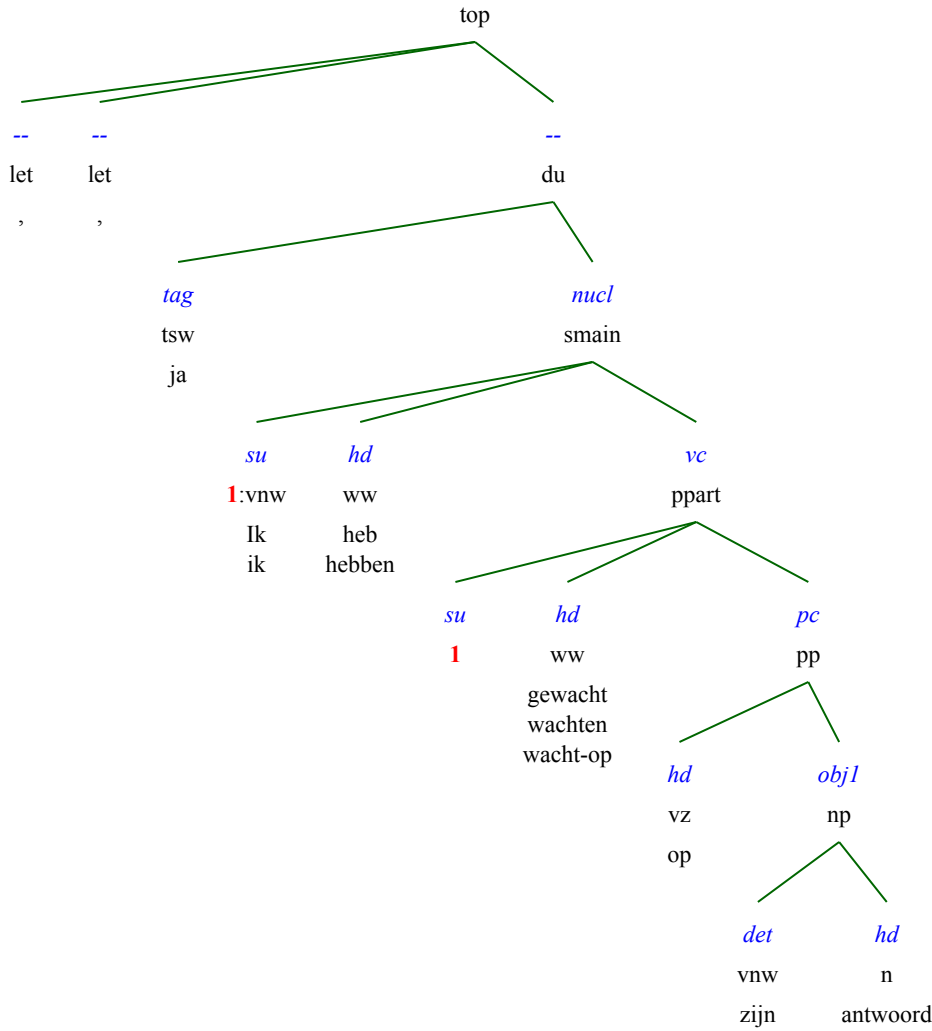 top
-- -- --
let let du
, ,
tag nucl
tsw smain
ja
su hd vc
1:vnw ww ppart
Ik heb
ik hebben
su hd pc
1 ww pp
gewacht
wachten
wacht-op
hd obj1
vz np
op
det hd
vnw n
zijn antwoord